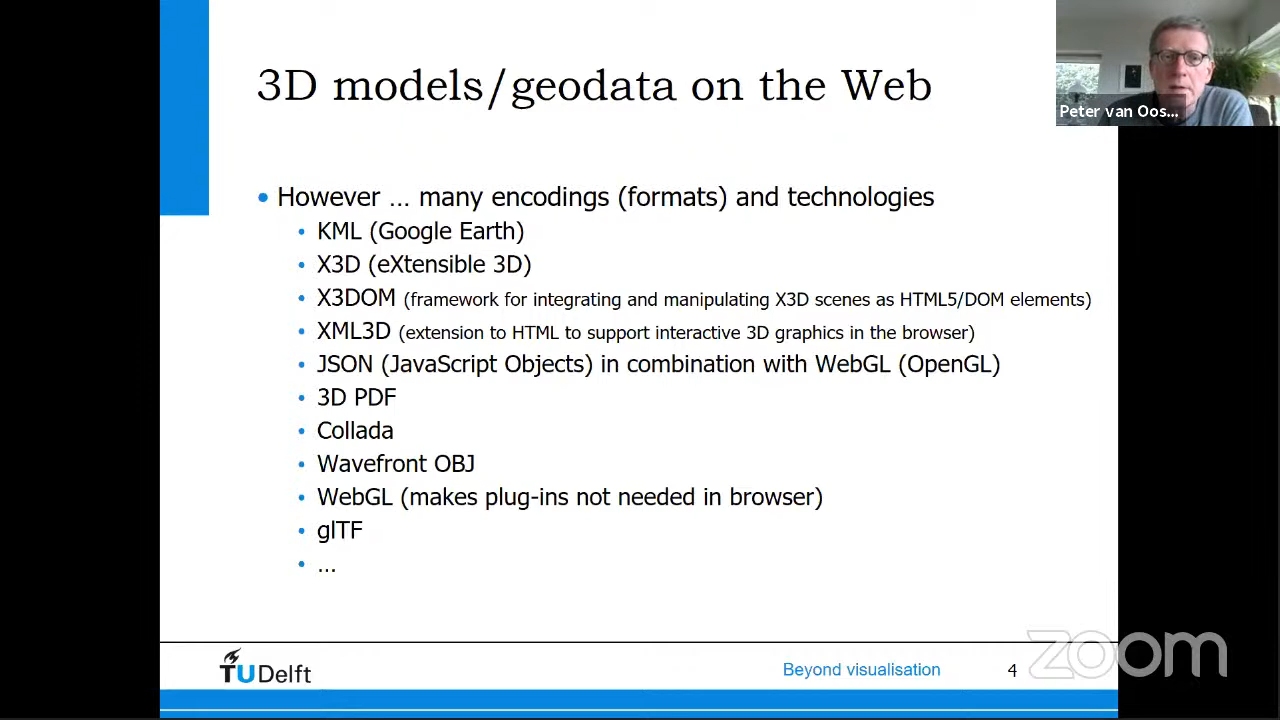 3D models/geodata on the Web
Peter van Oos...
• However … many encodings (formats) and technologies
• KML (Google Earth)
• X3D (eXtensible 3D)
• X3DOM (framework for integrating and manipulating X3D scenes as HTML5/DOM elements)
• XML3D (extension to HTML to support interactive 3D graphics in the browser)
• JSON (JavaScript Objects) in combination with WebGL (OpenGL)
• 3D PDF
• Collada
• Wavefront OBJ
• WebGL (makes plug-ins not needed in browser)
• glTF
• …
TUDelft
Beyond visualisation
4
zoom